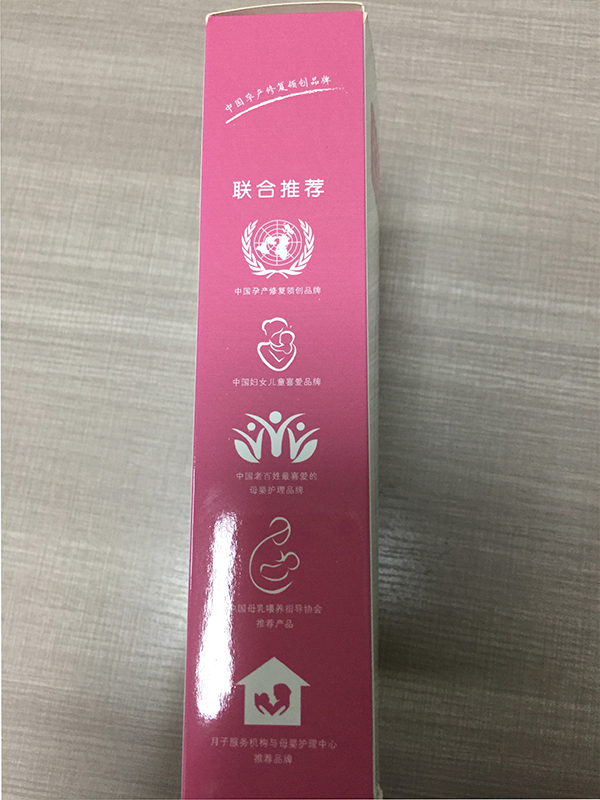 中国孕产修复领创品牌
联合推荐
中国孕产修复领创品牌
中国妇女儿童喜爱品牌
中国老百姓最喜爱的
母婴护理品牌
中国母乳喂养指导协会
推荐产品
月子服务机构与母婴护理中心
推荐品牌